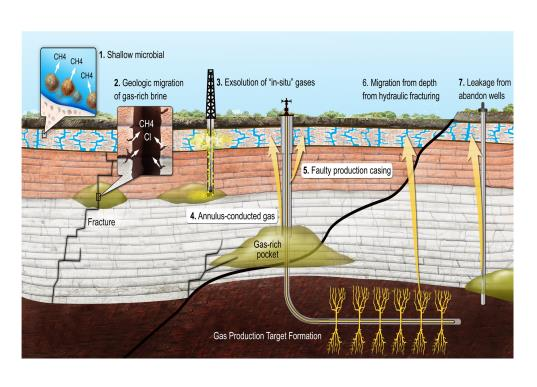 1. Shallow microbial
CH4
CH4
CH4
2. Geologic migration
of gas-rich brine
CH4
Cl
3. Exsolution of "in-situ" gases
6. Migration from depth
from hydraulic fracturing
7. Leakage from
abandon wells
5. Faulty production casing
4. Annulus-conducted gas
Fracture
Gas-rich
pocket
Gas Production Target Formation